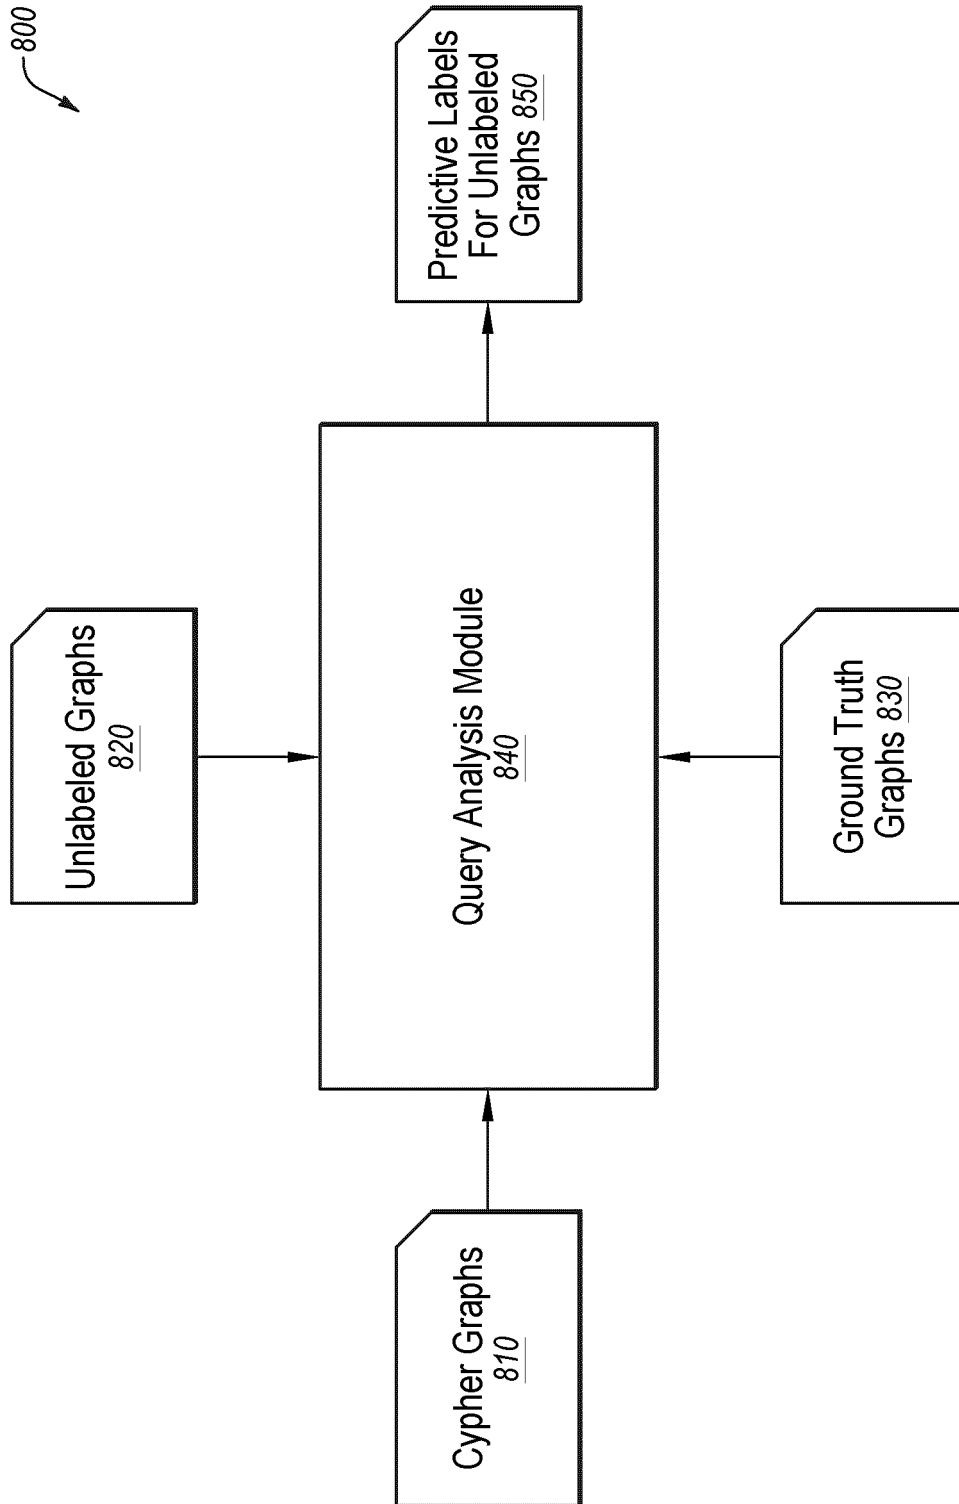 800
Unlabeled Graphs
820
Cypher Graphs
810
Query Analysis Module
840
Predictive Labels
For Unlabeled
Graphs 850
Ground Truth
Graphs 830